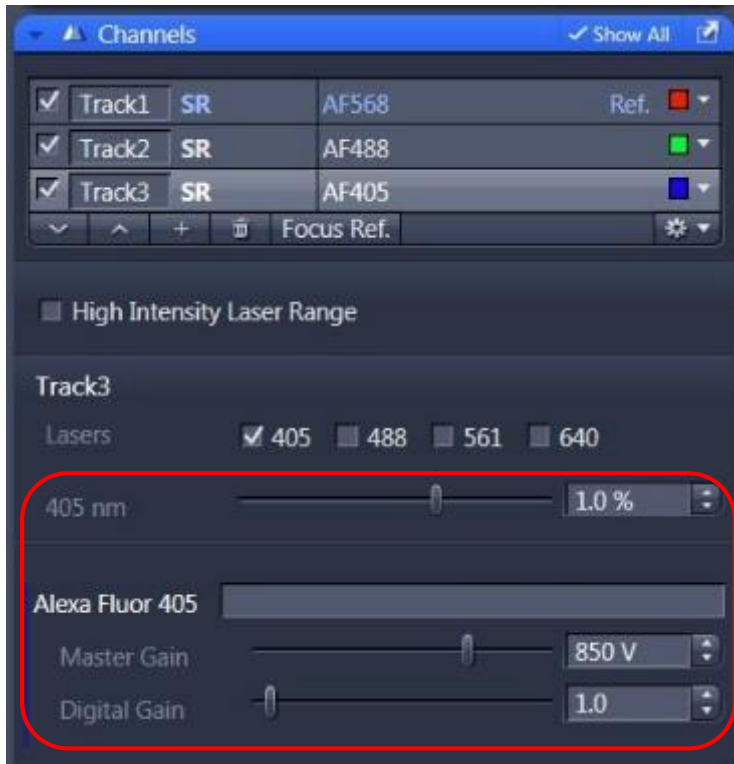 Channels Show All
Track1 SR AF568 Ref.
Track2 SR AF488
Track3 SR AF405
Focus Ref.
High Intensity Laser Range
Track3
Lasers 405 488 561 640
405 nm 1.0 %
Alexa Fluor 405
Master Gain 850 V
Digital Gain 1.0